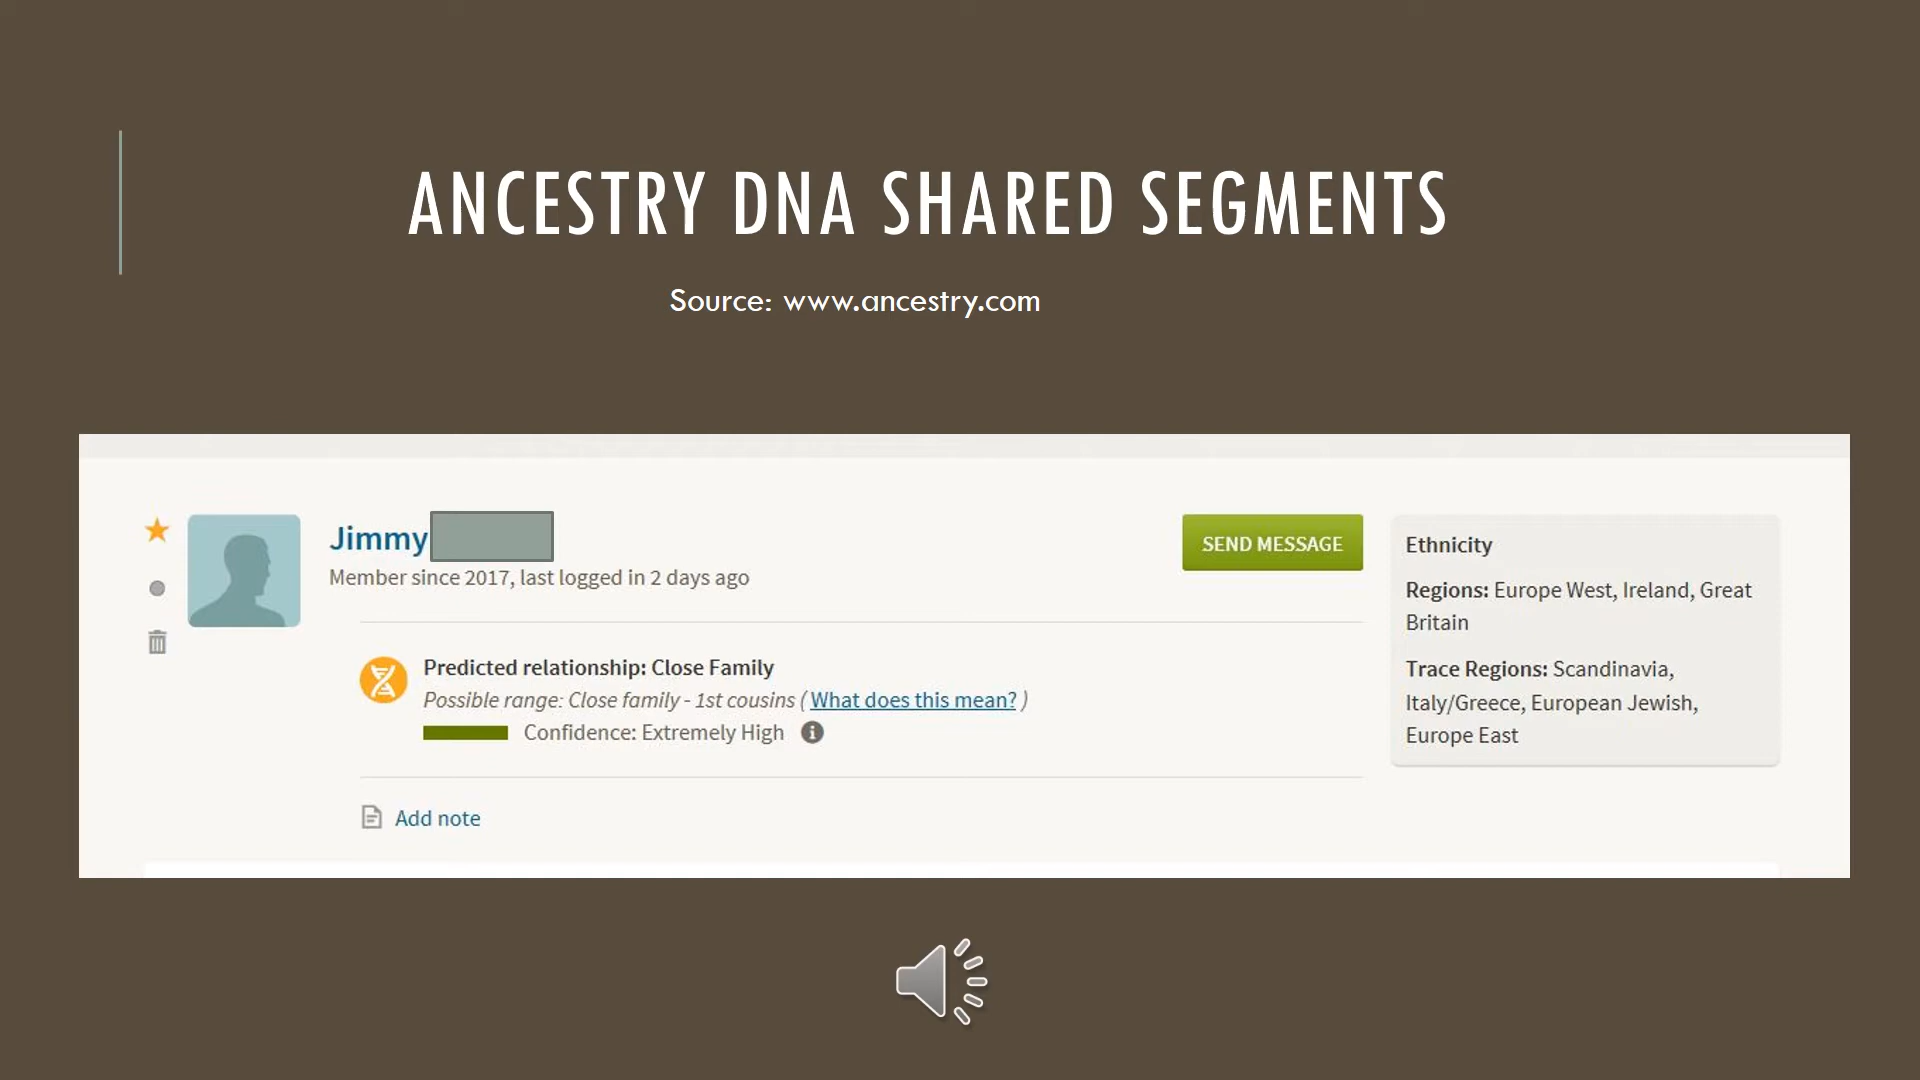 ANCESTRY DNA SHARED SEGMENTS
Source: www.ancestry.com
Jimmy
Member since 2017, last logged in 2 days ago
SEND MESSAGE
Predicted relationship: Close Family
Possible range: Close family - 1st cousins ( What does this mean? )
Confidence: Extremely High
Add note
Ethnicity
Regions: Europe West, Ireland, Great
Britain
Trace Regions: Scandinavia,
Italy/Greece, European Jewish,
Europe East